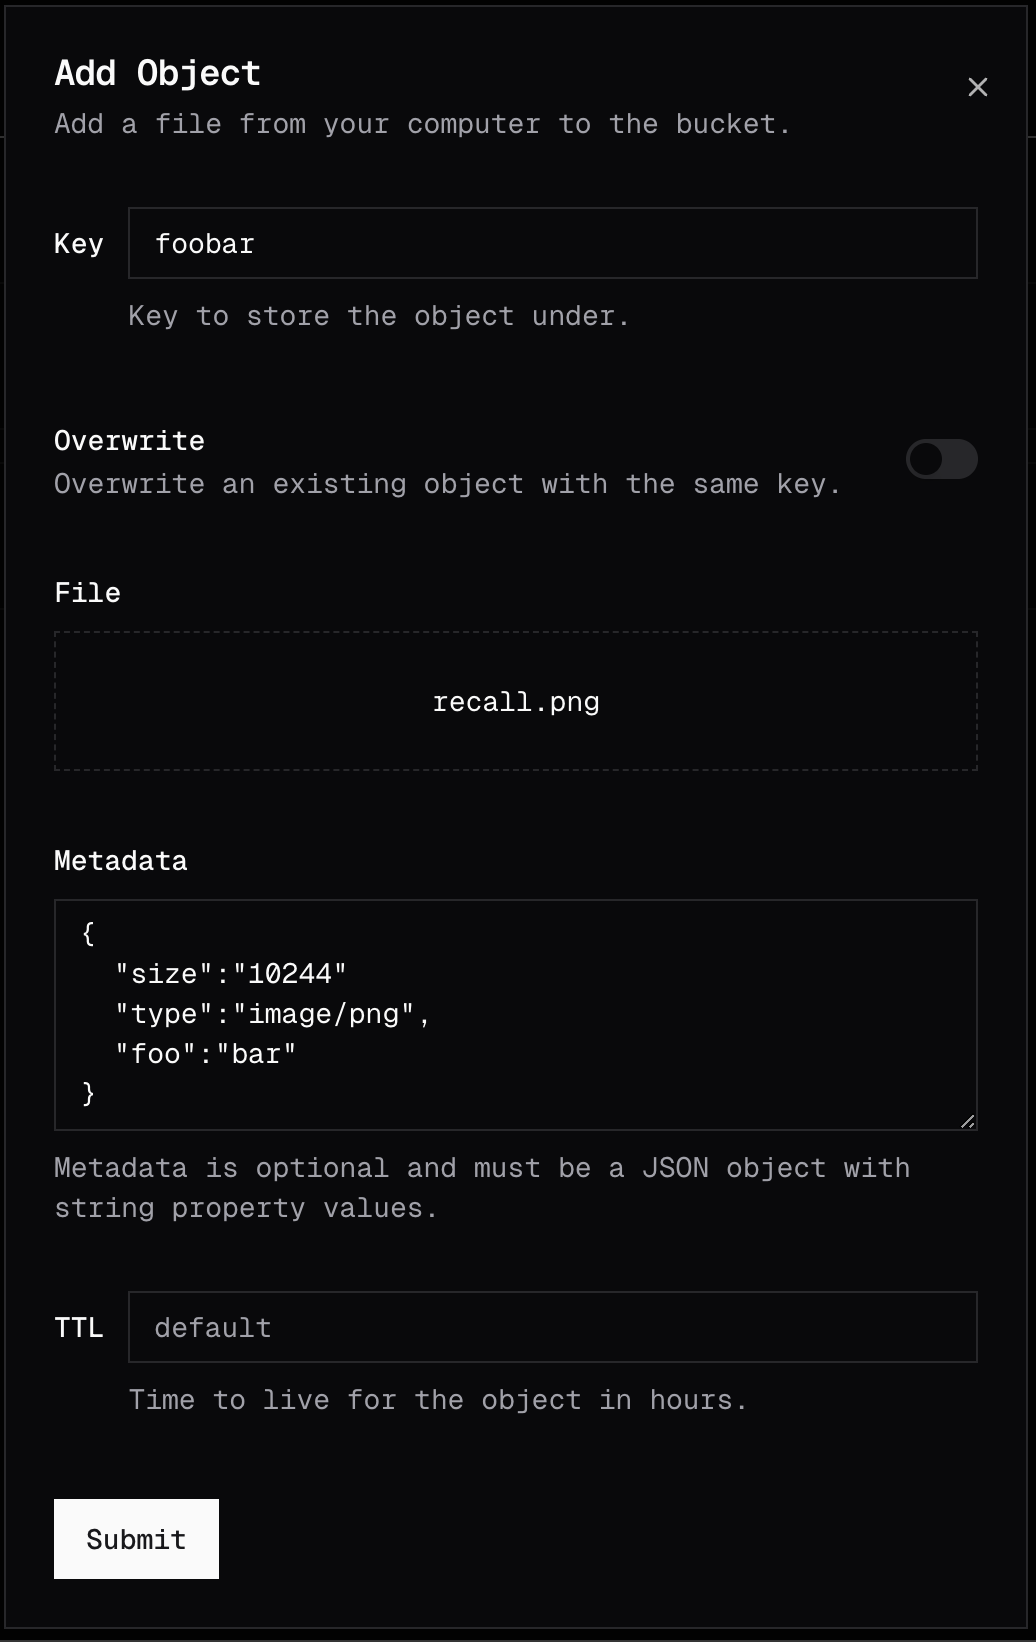 Add Object
Add a file from your computer to the bucket.
Key foobar
Key to store the object under.
Overwrite
Overwrite an existing object with the same key.
File
recall.png
Metadata
{
  "size":"10244"
  "type":"image/png",
  "foo":"bar"
}
Metadata is optional and must be a JSON object with
string property values.
TTL default
Time to live for the object in hours.
Submit